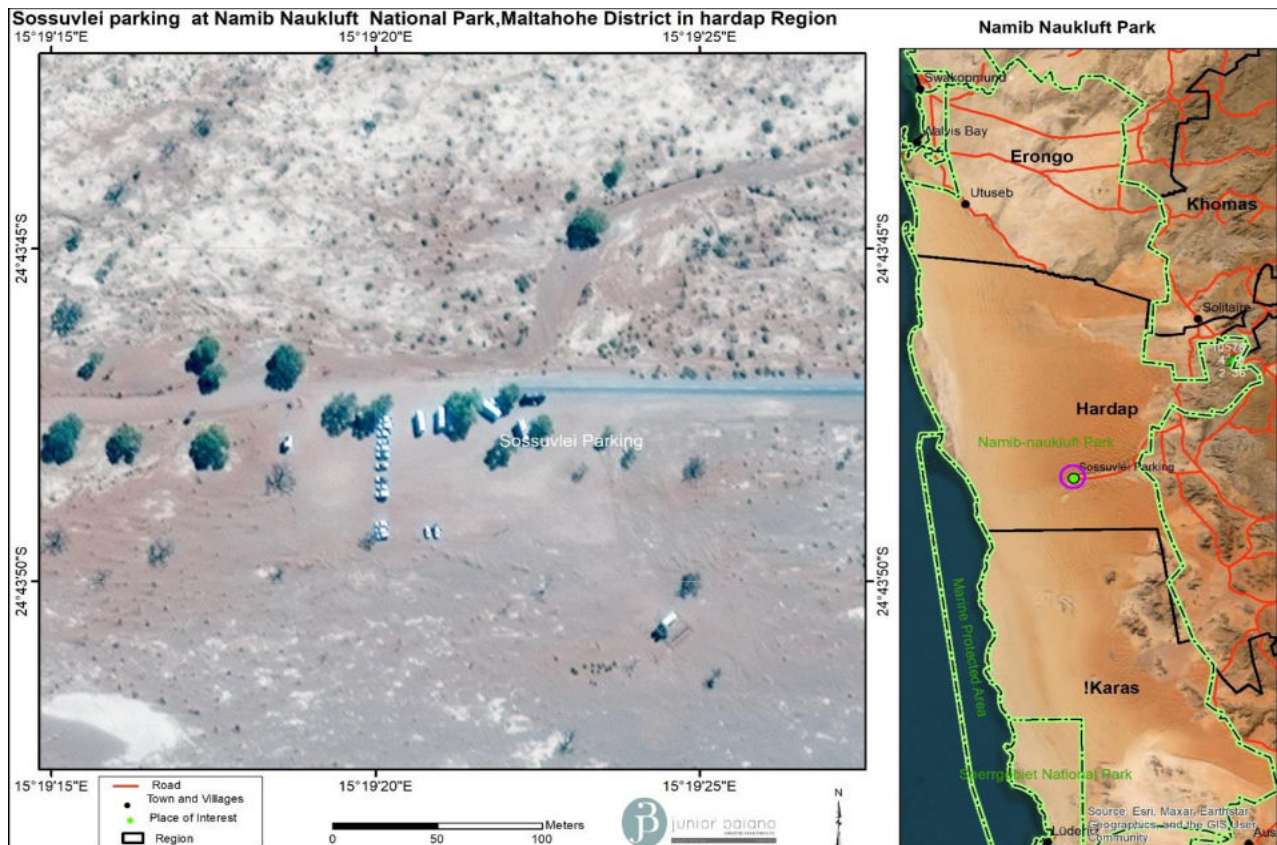 Sossuvlei parking at Namib Naukluft National Park,Maltahohe District in hardap Region
15°19'15"E
15°19'20"E
15°19'25"E
24°43'45"S
24°43'45"S
Sossuvlei Parking
24°43'50"S
24°43'50"S
15°19'15"E
15°19'20"E
15°19'25"E
Road
Town and Villages
Place of Interest
Region
0
50
100
Meters
junior baiano
N
Namib Naukluft Park
Swakopmund
Walvis Bay
Erongo
Utuseb
Khomas
Solitaire
Hardap
Namib-naukluft Park
Sossuvlei Parking
Marine Protected Area
!Karas
Sperrgebiet National Park
Source: Esri, Maxar, Earthstar
Geographics, and the GIS User
Community
Lüderitz
Aus